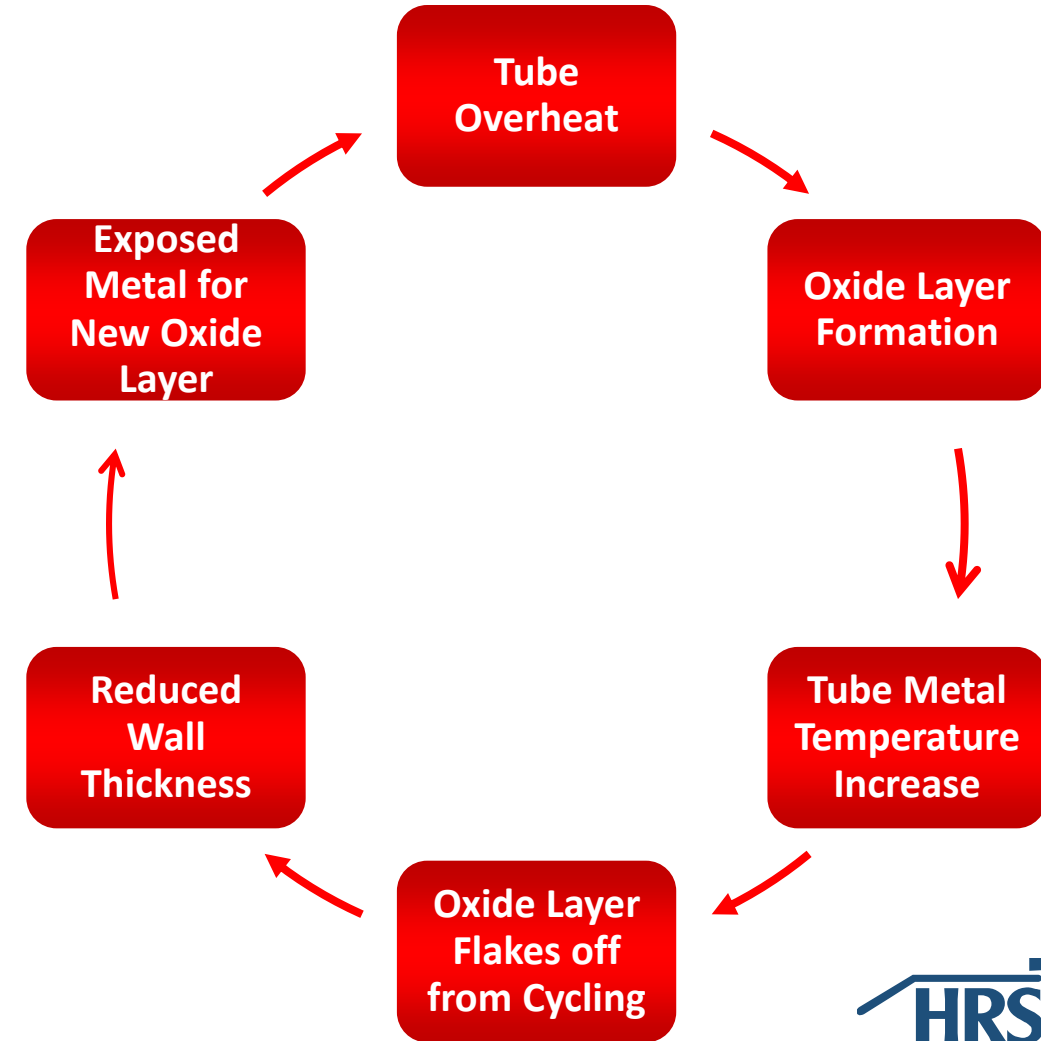 Tube
Overheat
Oxide Layer
Formation
Tube Metal
Temperature
Increase
Oxide Layer
Flakes off
from Cycling
Reduced
Wall
Thickness
Exposed
Metal for
New Oxide
Layer
HRS